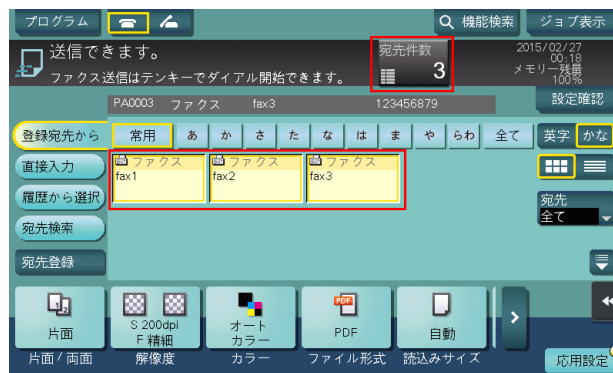 プログラム
機能検索
ジョブ表示
送信できます。
ファクス送信はテンキーでダイアル開始できます。
宛先件数
3
2015/02/27
00:18
メモリー残量
100%
PA0003 ファクス fax3 123456879
設定確認
登録宛先から
常用 あ か さ た な は ま や らわ 全て
英字 かな
直接入力
ファクス
fax1
ファクス
fax2
ファクス
fax3
履歴から選択
宛先検索
宛先
全て
宛先登録
片面
S 200dpi
F 精細
オート
カラー
PDF
PDF
自動
片面/両面
解像度
カラー
ファイル形式
読込みサイズ
応用設定